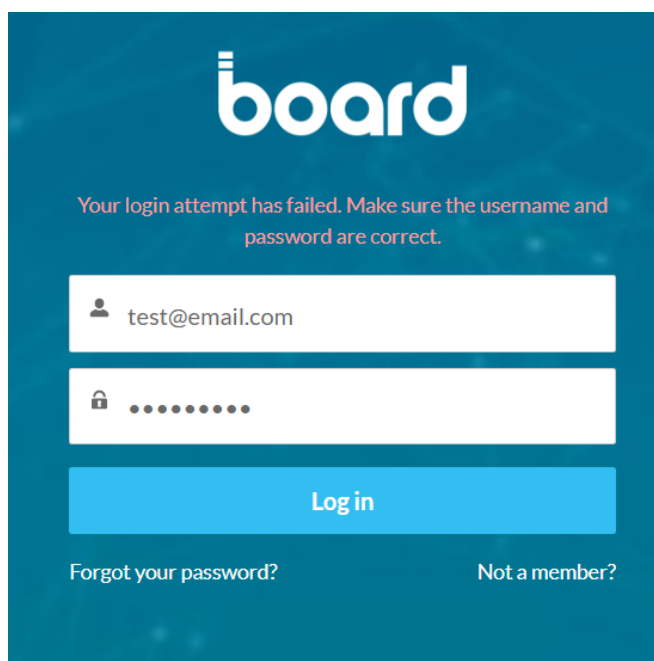 board
Your login attempt has failed. Make sure the username and
password are correct.
test@email.com
•••••••••
Log in
Forgot your password?
Not a member?